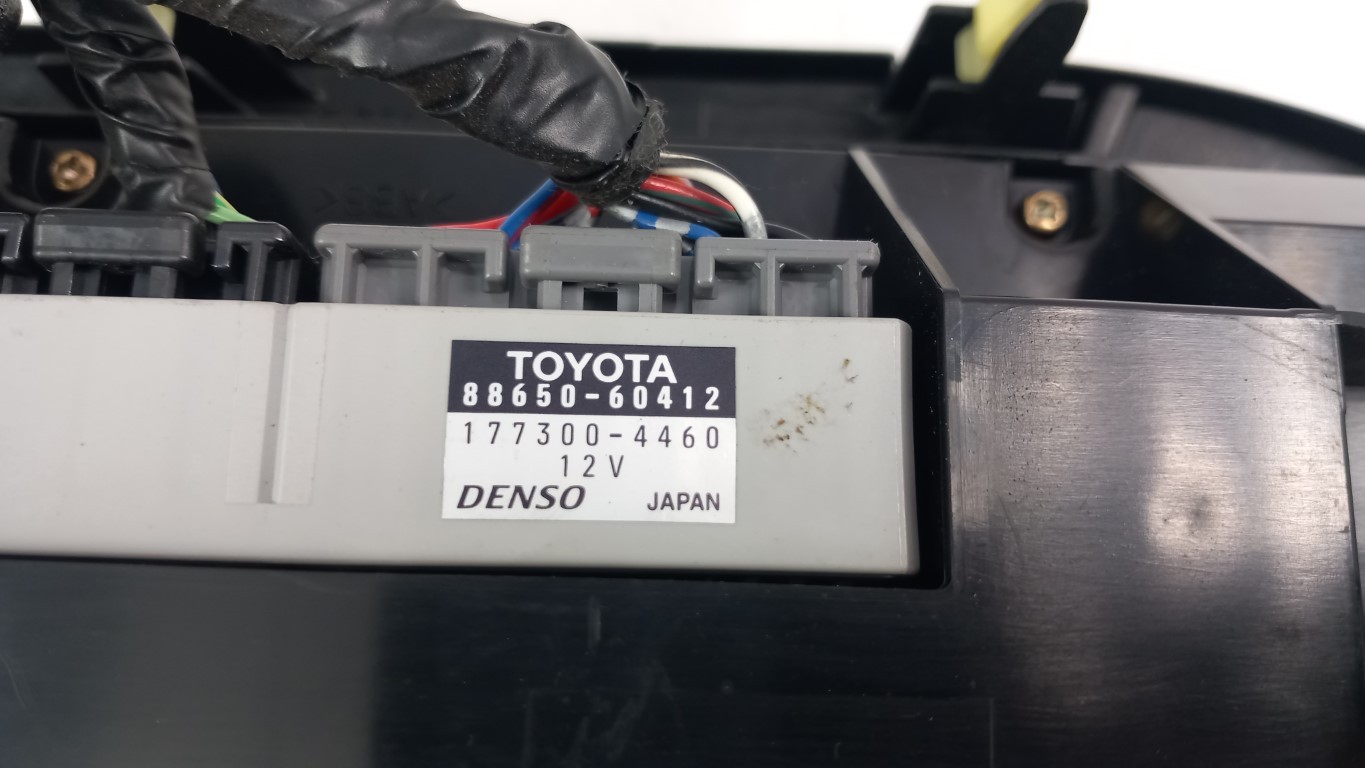 TOYOTA
88650-60412
177300-4460
12V
DENSO JAPAN